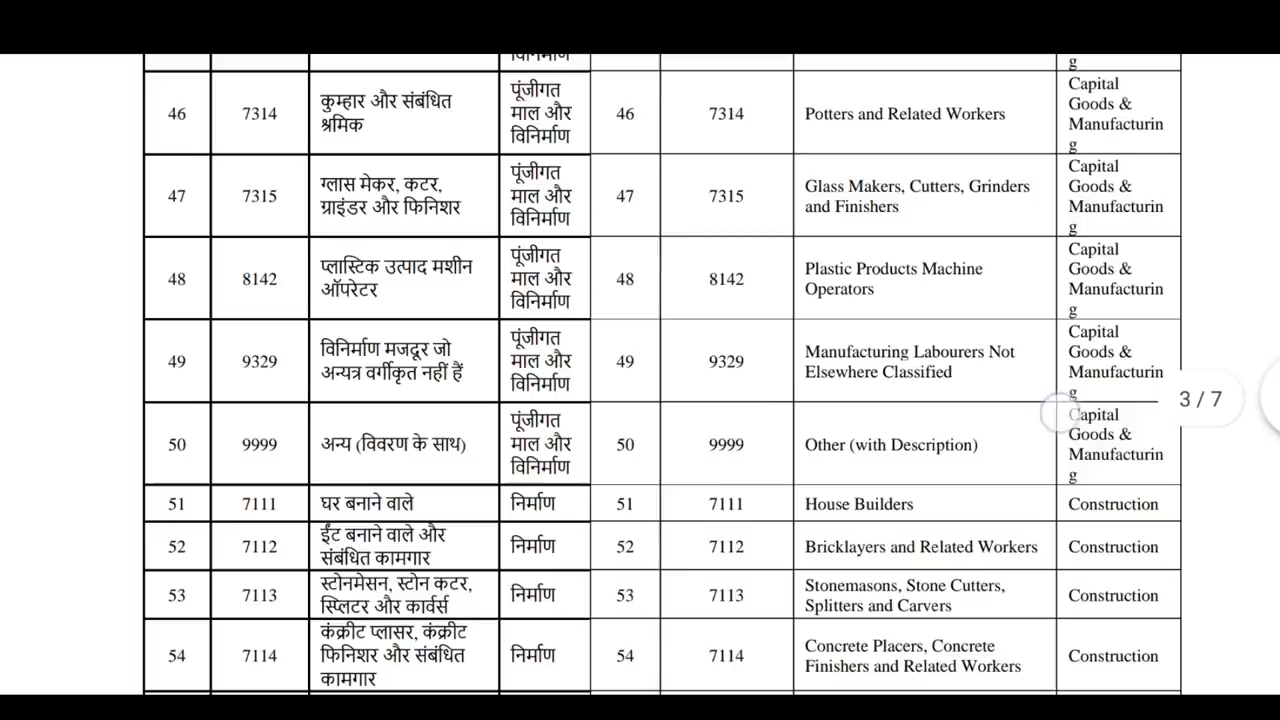 विनिर्माण
g
46 7314 कुम्हार और संबंधित श्रमिक पूंजीगत माल और विनिर्माण 46 7314 Potters and Related Workers Capital Goods & Manufacturing
47 7315 ग्लास मेकर, कटर, ग्राइंडर और फिनिशर पूंजीगत माल और विनिर्माण 47 7315 Glass Makers, Cutters, Grinders and Finishers Capital Goods & Manufacturing
48 8142 प्लास्टिक उत्पाद मशीन ऑपरेटर पूंजीगत माल और विनिर्माण 48 8142 Plastic Products Machine Operators Capital Goods & Manufacturing
49 9329 विनिर्माण मजदूर जो अन्यत्र वर्गीकृत नहीं हैं पूंजीगत माल और विनिर्माण 49 9329 Manufacturing Labourers Not Elsewhere Classified Capital Goods & Manufacturing
3 / 7
50 9999 अन्य (विवरण के साथ) पूंजीगत माल और विनिर्माण 50 9999 Other (with Description) Capital Goods & Manufacturing
51 7111 घर बनाने वाले निर्माण 51 7111 House Builders Construction
52 7112 ईंट बनाने वाले और संबंधित कामगार निर्माण 52 7112 Bricklayers and Related Workers Construction
53 7113 स्टोनमेसन, स्टोन कटर, स्प्लिटर और कार्वर्स निर्माण 53 7113 Stonemasons, Stone Cutters, Splitters and Carvers Construction
54 7114 कंक्रीट प्लासर, कंक्रीट फिनिशर और संबंधित कामगार निर्माण 54 7114 Concrete Placers, Concrete Finishers and Related Workers Construction